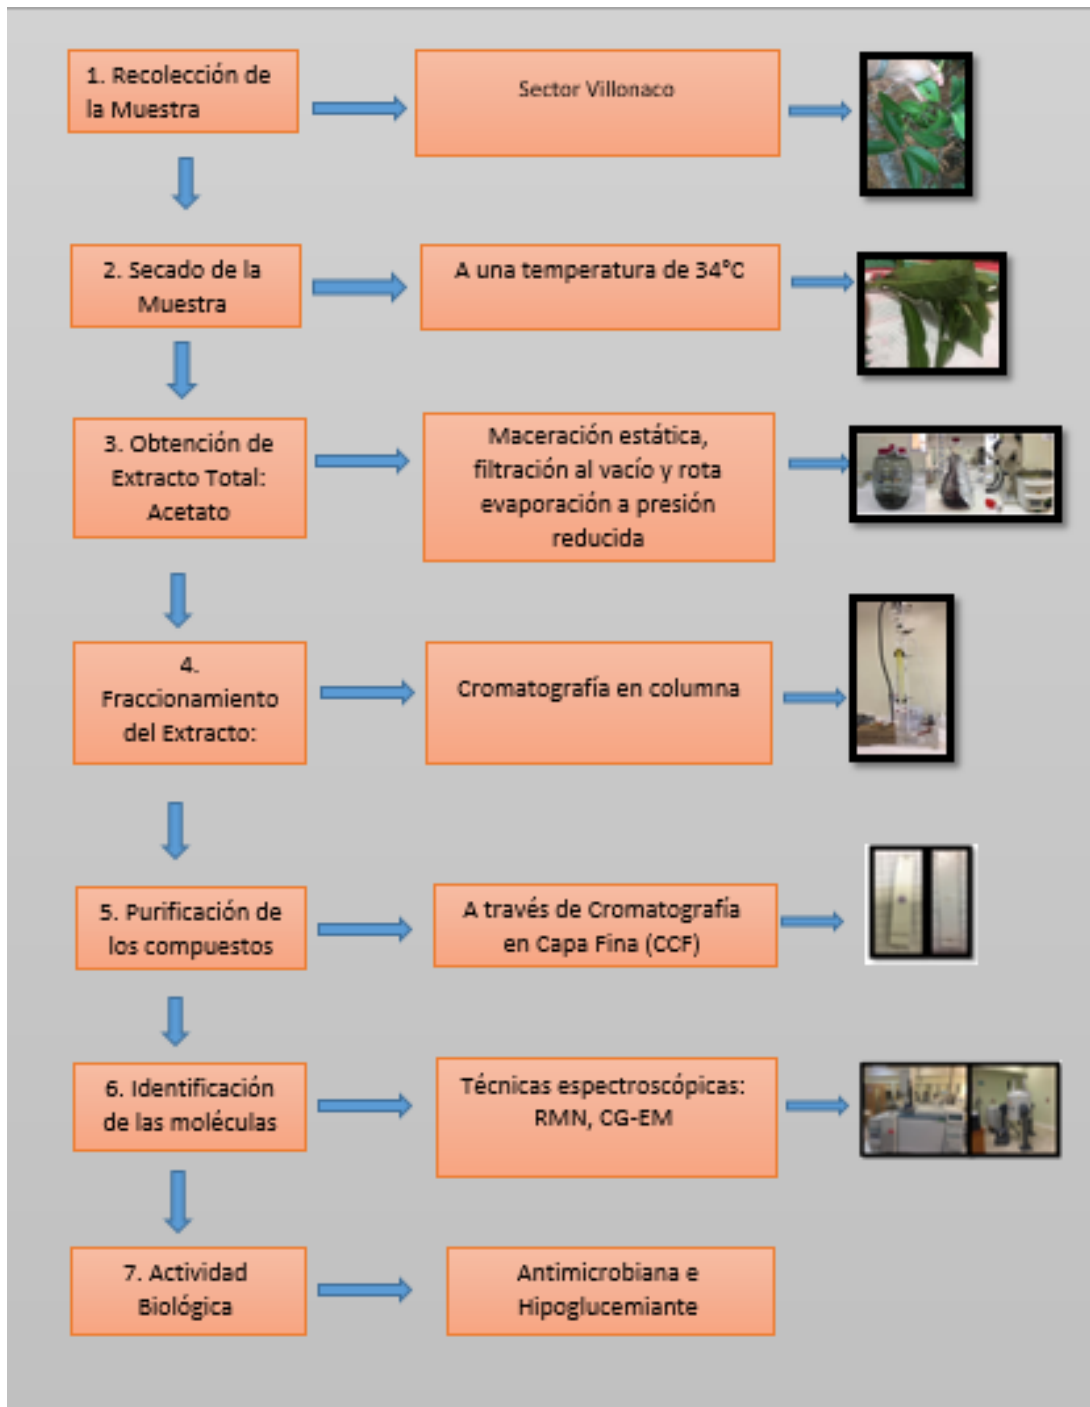 1. Recolección de
la Muestra
Sector Villonaco
2. Secado de la
Muestra
A una temperatura de 34°C
3. Obtención de
Extracto Total:
Acetato
Maceración estática,
filtración al vacío y rota
evaporación a presión
reducida
4.
Fraccionamiento
del Extracto:
Cromatografía en columna
5. Purificación de
los compuestos
A través de Cromatografía
en Capa Fina (CCF)
6. Identificación
de las moléculas
Técnicas espectroscópicas:
RMN, CG-EM
7. Actividad
Biológica
Antimicrobiana e
Hipoglucemiante